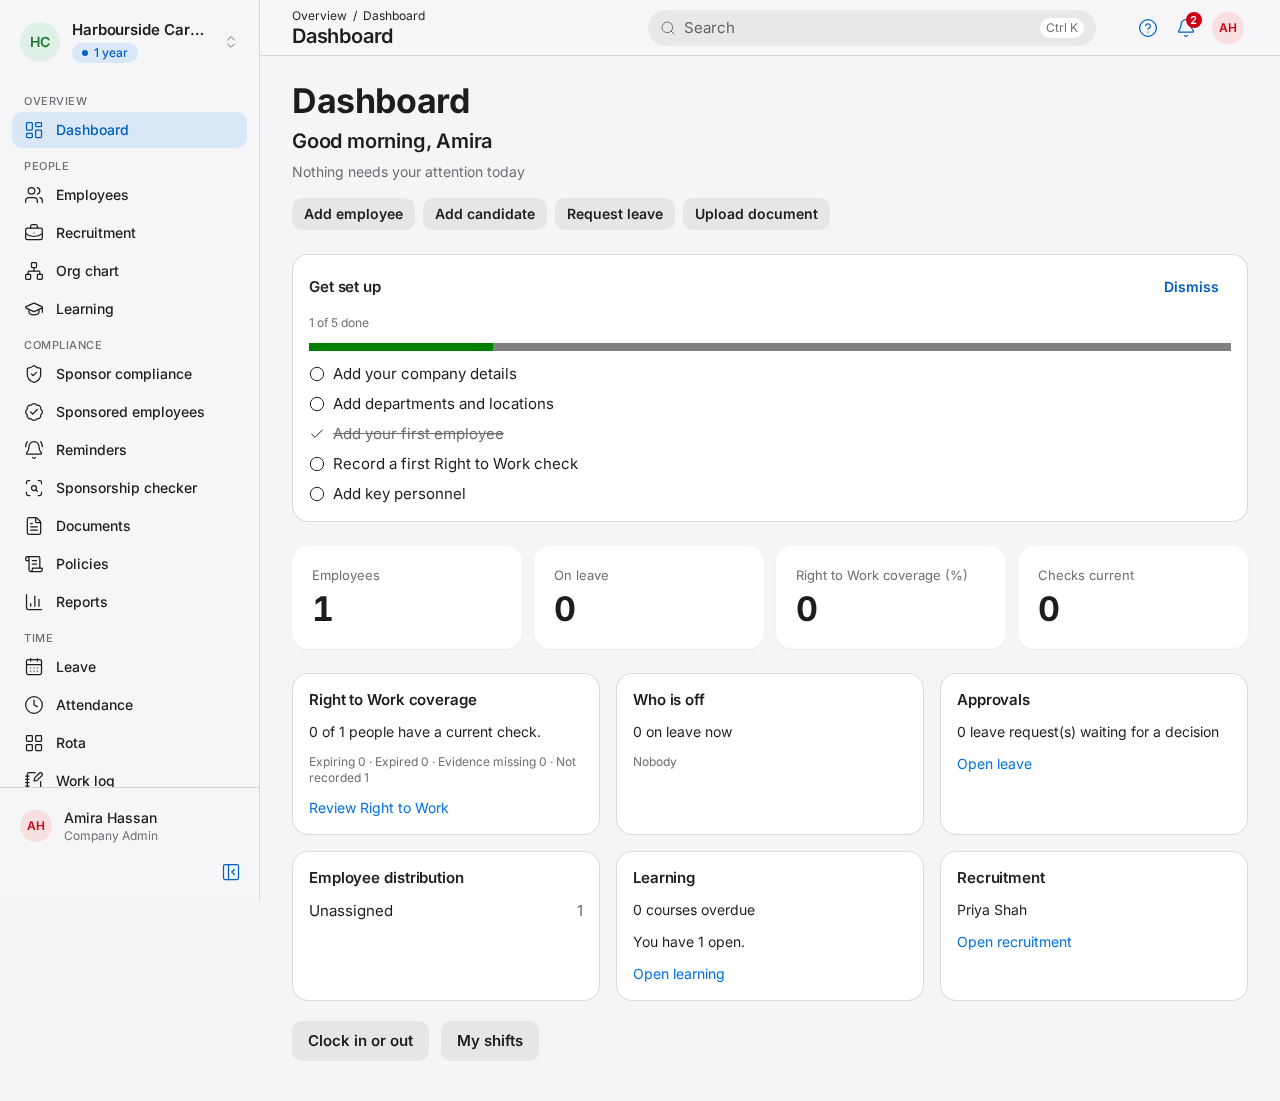 HC
Harbourside Car...
1 year
OVERVIEW
Dashboard
PEOPLE
Employees
Recruitment
Org chart
Learning
COMPLIANCE
Sponsor compliance
Sponsored employees
Reminders
Sponsorship checker
Documents
Policies
Reports
TIME
Leave
Attendance
Rota
Work log
AH
Amira Hassan
Company Admin
Overview / Dashboard
Dashboard
Search
Ctrl K
2
AH
Dashboard
Good morning, Amira
Nothing needs your attention today
Add employee
Add candidate
Request leave
Upload document
Get set up
Dismiss
1 of 5 done
Add your company details
Add departments and locations
Add your first employee
Record a first Right to Work check
Add key personnel
Employees
1
On leave
0
Right to Work coverage (%)
0
Checks current
0
Right to Work coverage
0 of 1 people have a current check.
Expiring 0 · Expired 0 · Evidence missing 0 · Not
recorded 1
Review Right to Work
Who is off
0 on leave now
Nobody
Approvals
0 leave request(s) waiting for a decision
Open leave
Employee distribution
Unassigned 1
Learning
0 courses overdue
You have 1 open.
Open learning
Recruitment
Priya Shah
Open recruitment
Clock in or out
My shifts